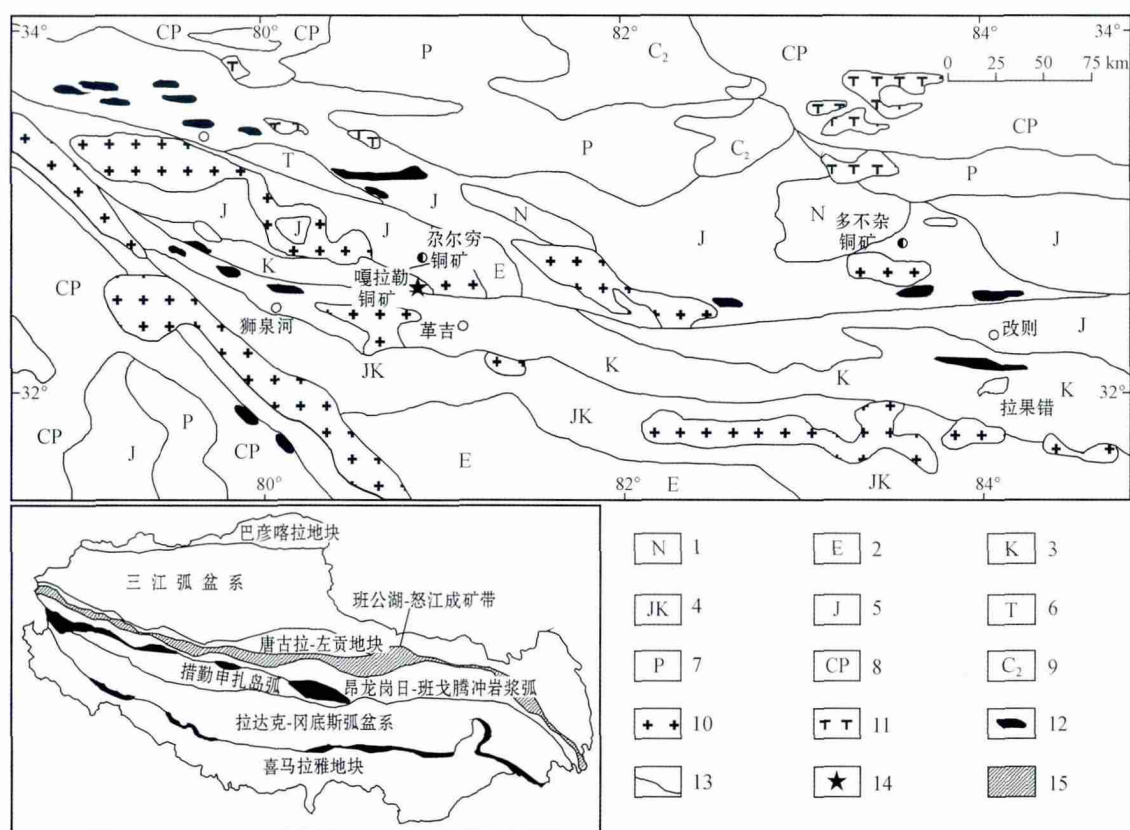 34°
CP
80°
CP
P
82°
C₂
CP
84°
34°
0 25 50 75 km
T
P
C₂
CP
P
J
J
J
J
N
J
N
多不杂
铜矿
J
K
尕尔穷
铜矿
E
嘎拉勒
铜矿
CP
狮泉河
革吉
改则
J
JK
K
K
K
32°
拉果错
32°
CP
P
J
CP
E
JK
80°
82°
E
JK
84°
巴彦喀拉地块
三江弧盆系
班公湖-怒江成矿带
唐古拉-左贡地块
措勤申扎岛弧
昂龙岗日-班戈腾冲岩浆弧
拉达克-冈底斯弧盆系
喜马拉雅地块
N 1
E 2
K 3
JK 4
J 5
T 6
P 7
CP 8
C₂ 9
10
11
12
13
14
15